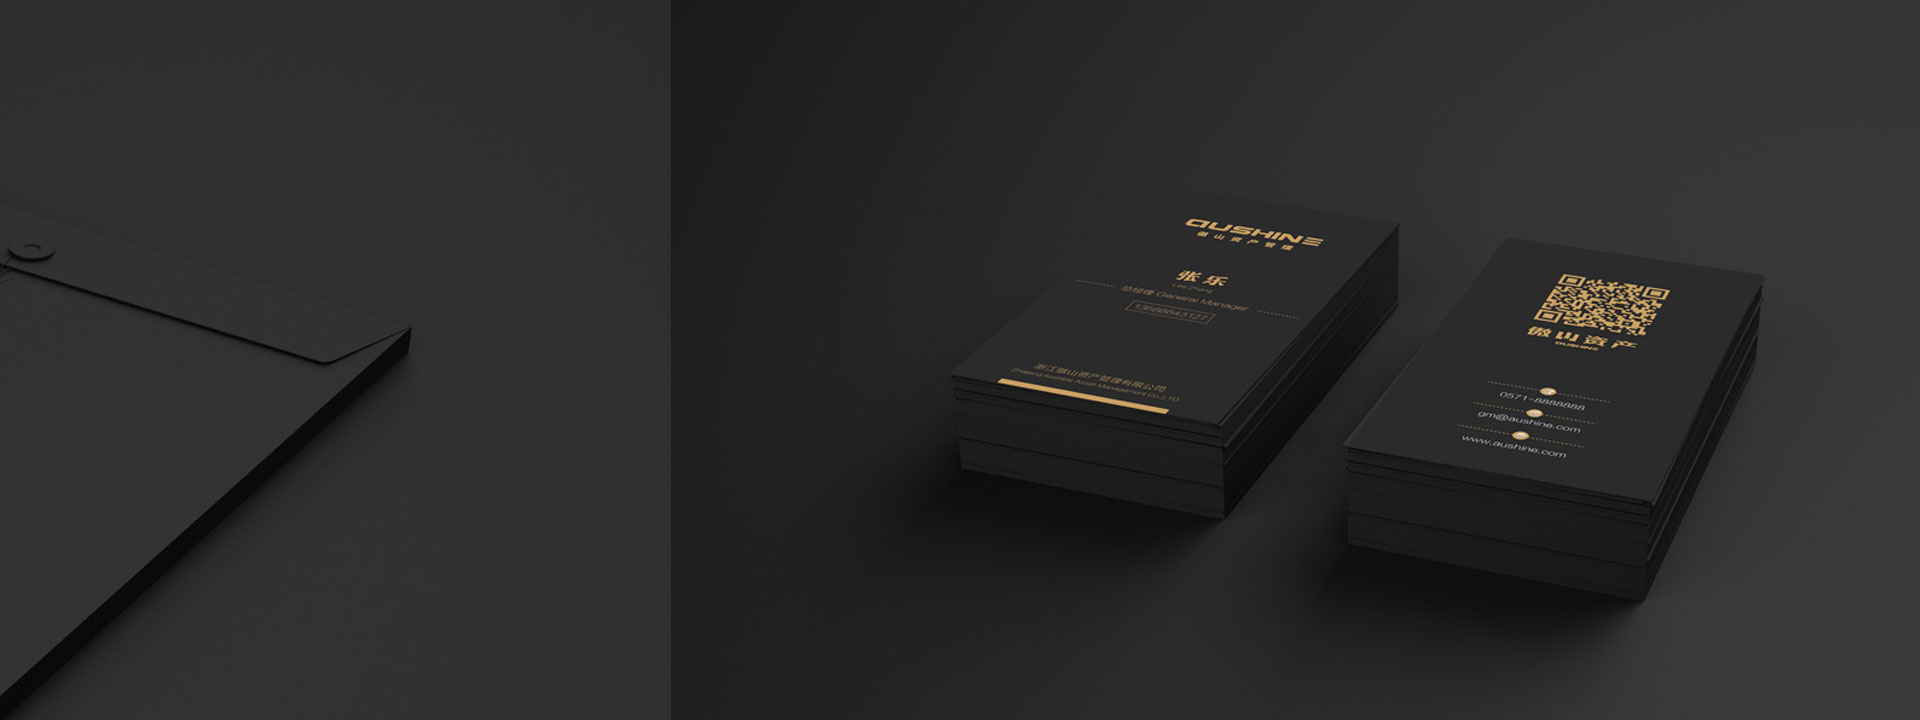 AUSHINE
傲山资产管理
张乐
Leo Zhang
总经理 General Manager
浙江傲山资产管理有限公司
Zhejiang Aushine Asset Management Co.,LTD
傲山资产
AUSHINE
0571-8888888
gm@aushine.com
www.aushine.com